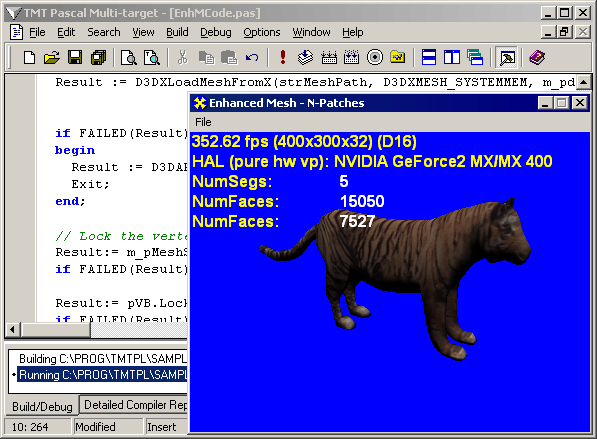 TMT Pascal Multi-target - [EnhMCode.pas]
File Edit Search View Build Debug Options Window Help
Result := D3DXLoadMeshFromX(strMeshPath, D3DXMESH_SYSTEMMEM, m_pd
if FAILED(Result)
begin
Result := D3DAP
Exit;
end;
// Lock the verte
Result:= m_pMeshS
if FAILED(Result)
Result:= pVB.Lock
if FAILED(Result)
Enhanced Mesh - N-Patches
File
352.62 fps (400x300x32) (D16)
HAL (pure hw vp): NVIDIA GeForce2 MX/MX 400
NumSegs: 5
NumFaces: 15050
NumFaces: 7527
Building C:\PROG\TMTPL\SAMPL
Running C:\PROG\TMTPL\SAMPL
Build/Debug Detailed Compiler Rep
10: 264 Modified Insert